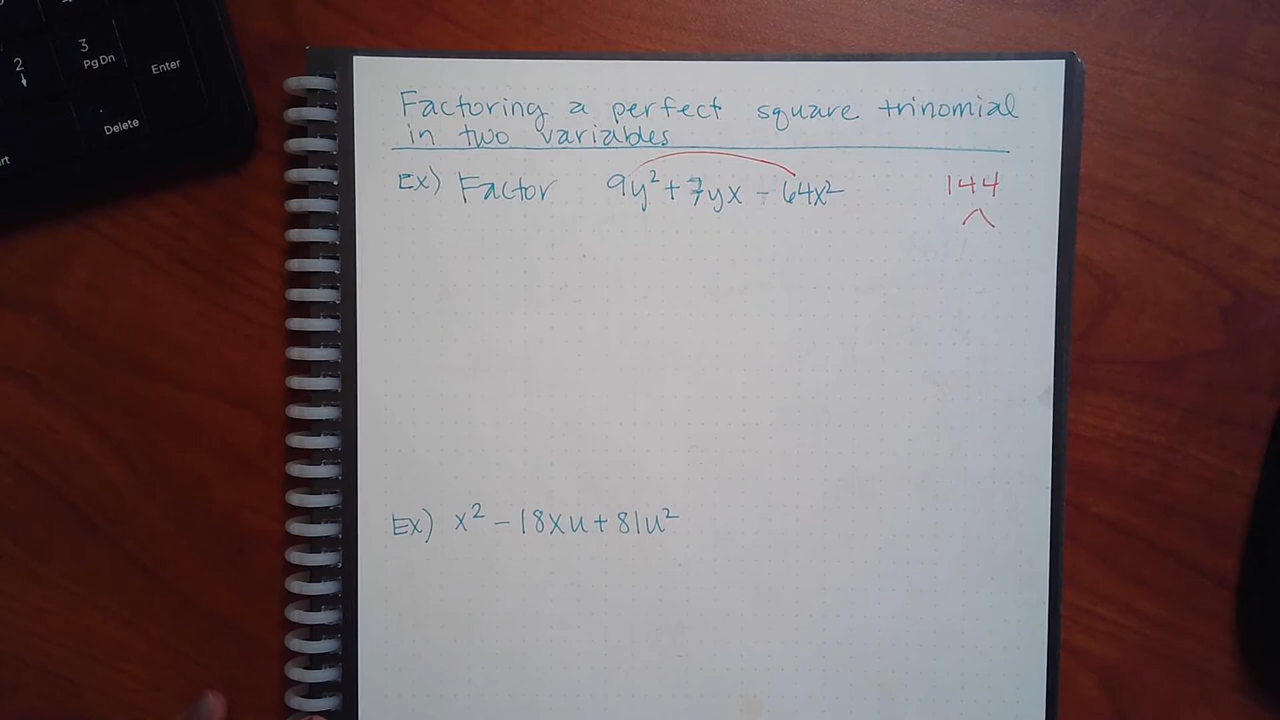 2
↓
3
PgDn
Enter
Delete
rt
Factoring a perfect square trinomial
in two variables
Ex) Factor 9y² + 7yx - 64x² 144
Ex) x² - 18xu + 81u²